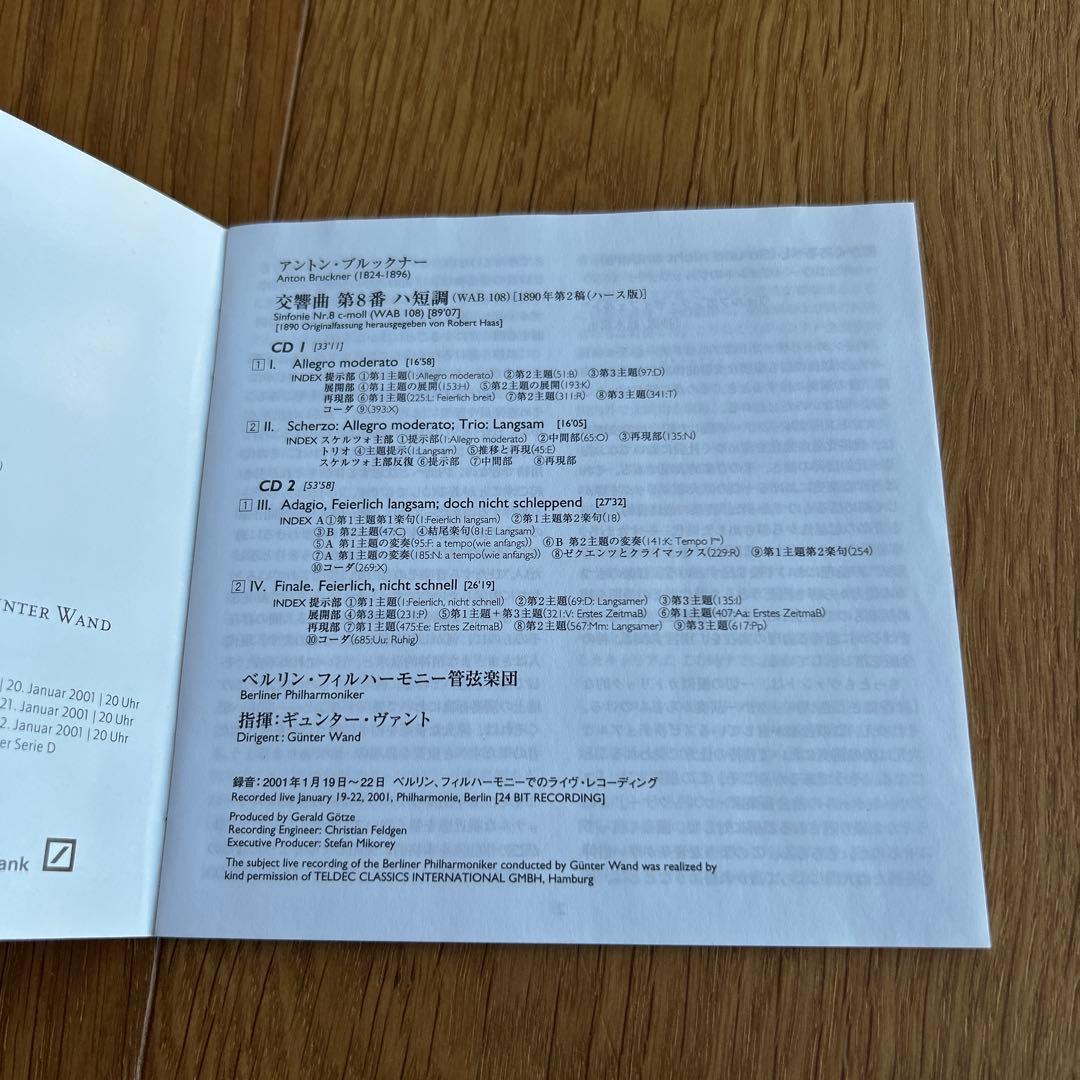 UNTER WAND
| 20. Januar 2001 | 20 Uhr
21. Januar 2001 | 20 Uhr
2. Januar 2001 | 20 Uhr
er Serie D
ank
アントン・ブルックナー
Anton Bruckner (1824-1896)
交響曲 第8番 ハ短調(WAB 108)[1890年第2稿(ハース版)]
Sinfonie Nr.8 c-moll (WAB 108) [89'07]
[1890 Originalfassung herausgegeben von Robert Haas]
CD 1 [33'11]
1 I. Allegro moderato [16'58]
INDEX 提示部 ①第1主題(1:Allegro moderato) ②第2主題(51:B) ③第3主題(97:D)
展開部 ④第1主題の展開(153:H) ⑤第2主題の展開(193:K)
再現部 ⑥第1主題(225:L: Feierlich breit) ⑦第2主題(311:R) ⑧第3主題(341:T)
コーダ ⑨(393:X)
2 II. Scherzo: Allegro moderato; Trio: Langsam [16'05]
INDEX スケルツォ主部 ①提示部(1:Allegro moderato) ②中間部(65:O) ③再現部(135:N)
トリオ ④主題提示(1:Langsam) ⑤推移と再現(45:E)
スケルツォ主部反復 ⑥提示部 ⑦中間部 ⑧再現部
CD 2 [53'58]
1 III. Adagio, Feierlich langsam; doch nicht schleppend [27'32]
INDEX A①第1主題第1楽句(1:Feierlich langsam) ②第1主題第2楽句(18)
③B 第2主題(47:C) ④結尾楽句(81:E Langsam)
⑤A 第1主題の変奏(95:F: a tempo(wie anfangs)) ⑥B 第2主題の変奏(141:K: Tempo Imo)
⑦A 第1主題の変奏(185:N: a tempo(wie anfangs)) ⑧ゼクエンツとクライマックス(229:R) ⑨第1主題第2楽句(254)
⑩コーダ(269:X)
2 IV. Finale. Feierlich, nicht schnell [26'19]
INDEX 提示部 ①第1主題(1:Feierlich, nicht schnell) ②第2主題(69:D: Langsamer) ③第3主題(135:I)
展開部 ④第3主題(231:P) ⑤第1主題+第3主題(321:V: Erstes ZeitmaB) ⑥第1主題(407:Aa: Erstes ZeitmaB)
再現部 ⑦第1主題(475:Ee: Erstes ZeitmaB) ⑧第2主題(567:Mm: Langsamer) ⑨第3主題(617:Pp)
⑩コーダ(685:Uu: Ruhig)
ベルリン・フィルハーモニー管弦楽団
Berliner Philharmoniker
指揮:ギュンター・ヴァント
Dirigent : Günter Wand
録音:2001年1月19日〜22日 ベルリン、フィルハーモニーでのライヴ・レコーディング
Recorded live January 19-22, 2001, Philharmonie, Berlin [24 BIT RECORDING]
Produced by Gerald Götze
Recording Engineer: Christian Feldgen
Executive Producer: Stefan Mikorey
The subject live recording of the Berliner Philharmoniker conducted by Günter Wand was realized by
kind permission of TELDEC CLASSICS INTERNATIONAL GMBH, Hamburg